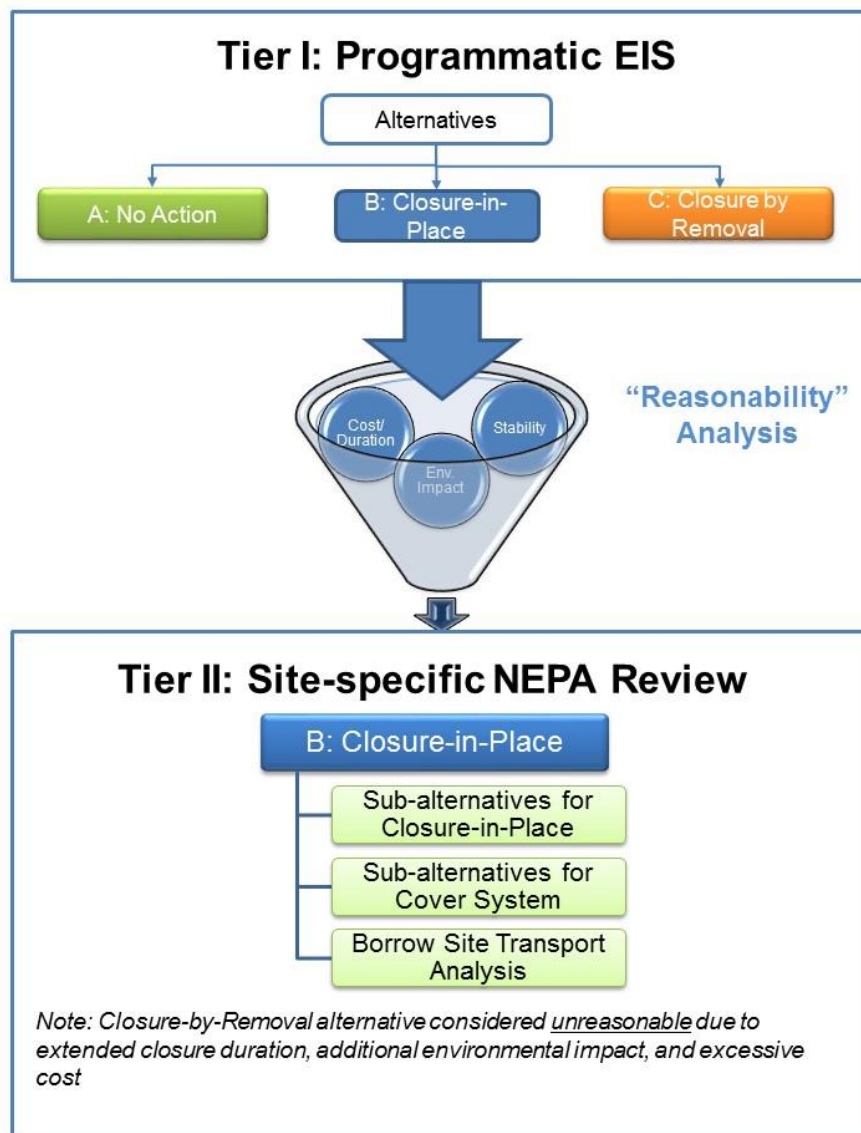 Tier I: Programmatic EIS
Alternatives
A: No Action
B: Closure-in-
Place
C: Closure by
Removal
“Reasonability”
Analysis
Cost/
Duration
Stability
Env.
Impact
Tier II: Site-specific NEPA Review
B: Closure-in-Place
Sub-alternatives for
Closure-in-Place
Sub-alternatives for
Cover System
Borrow Site Transport
Analysis
Note: Closure-by-Removal alternative considered unreasonable due to
extended closure duration, additional environmental impact, and excessive
cost